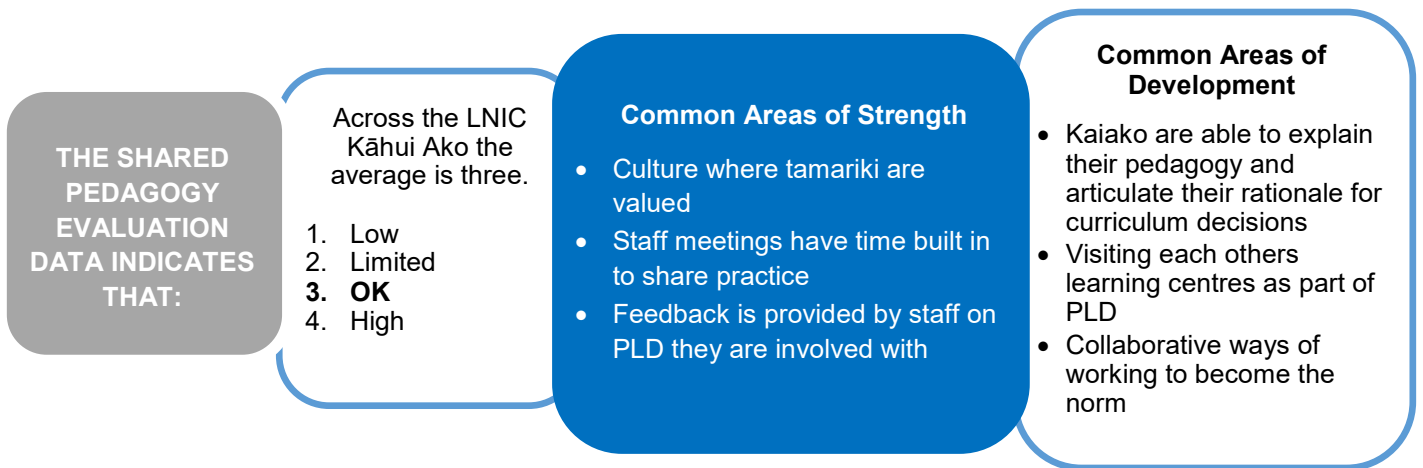 THE SHARED
PEDAGOGY
EVALUATION
DATA INDICATES
THAT:
Across the LNIC
Kāhui Ako the
average is three.
1. Low
2. Limited
3. OK
4. High
Common Areas of Strength
• Culture where tamariki are
valued
• Staff meetings have time built in
to share practice
• Feedback is provided by staff on
PLD they are involved with
Common Areas of
Development
• Kaiako are able to explain
their pedagogy and
articulate their rationale for
curriculum decisions
• Visiting each others
learning centres as part of
PLD
• Collaborative ways of
working to become the
norm